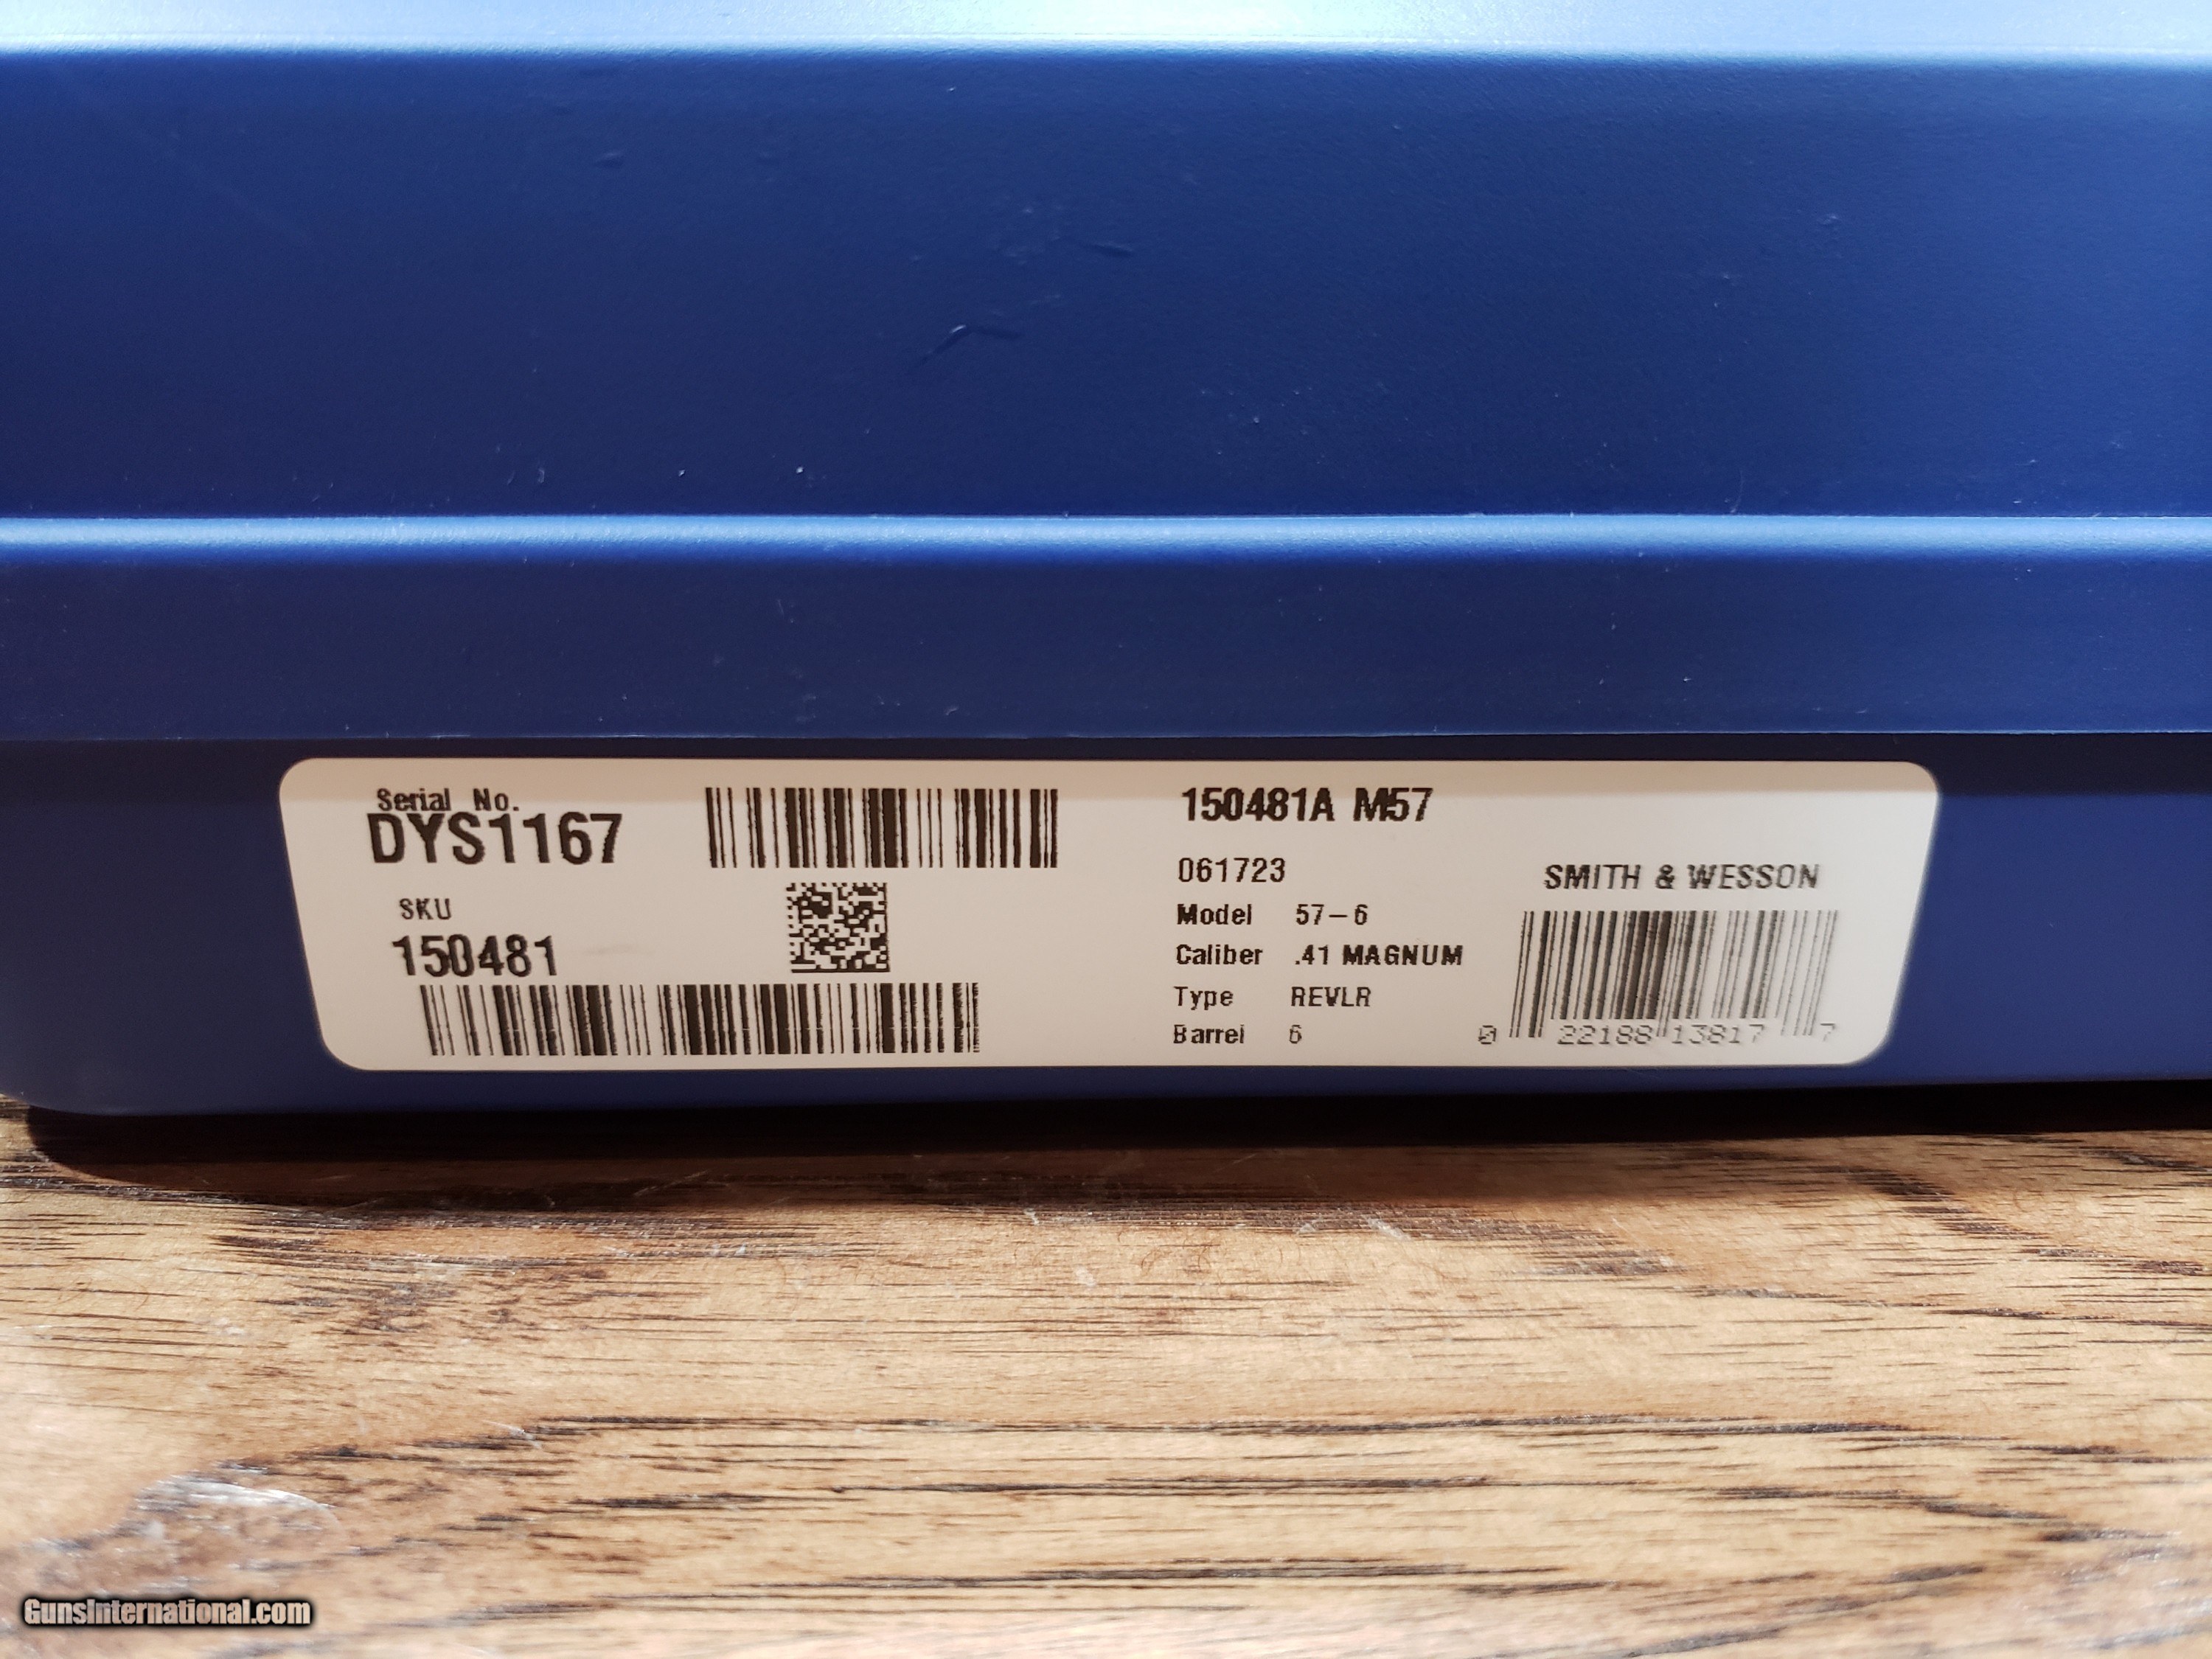 Serial No.
DYS1167
SKU
150481
150481A M57
061723
Model 57-6
Caliber .41 MAGNUM
Type REVLR
Barrel 6
SMITH & WESSON
0 22188 13817 7
GunsInternational.com